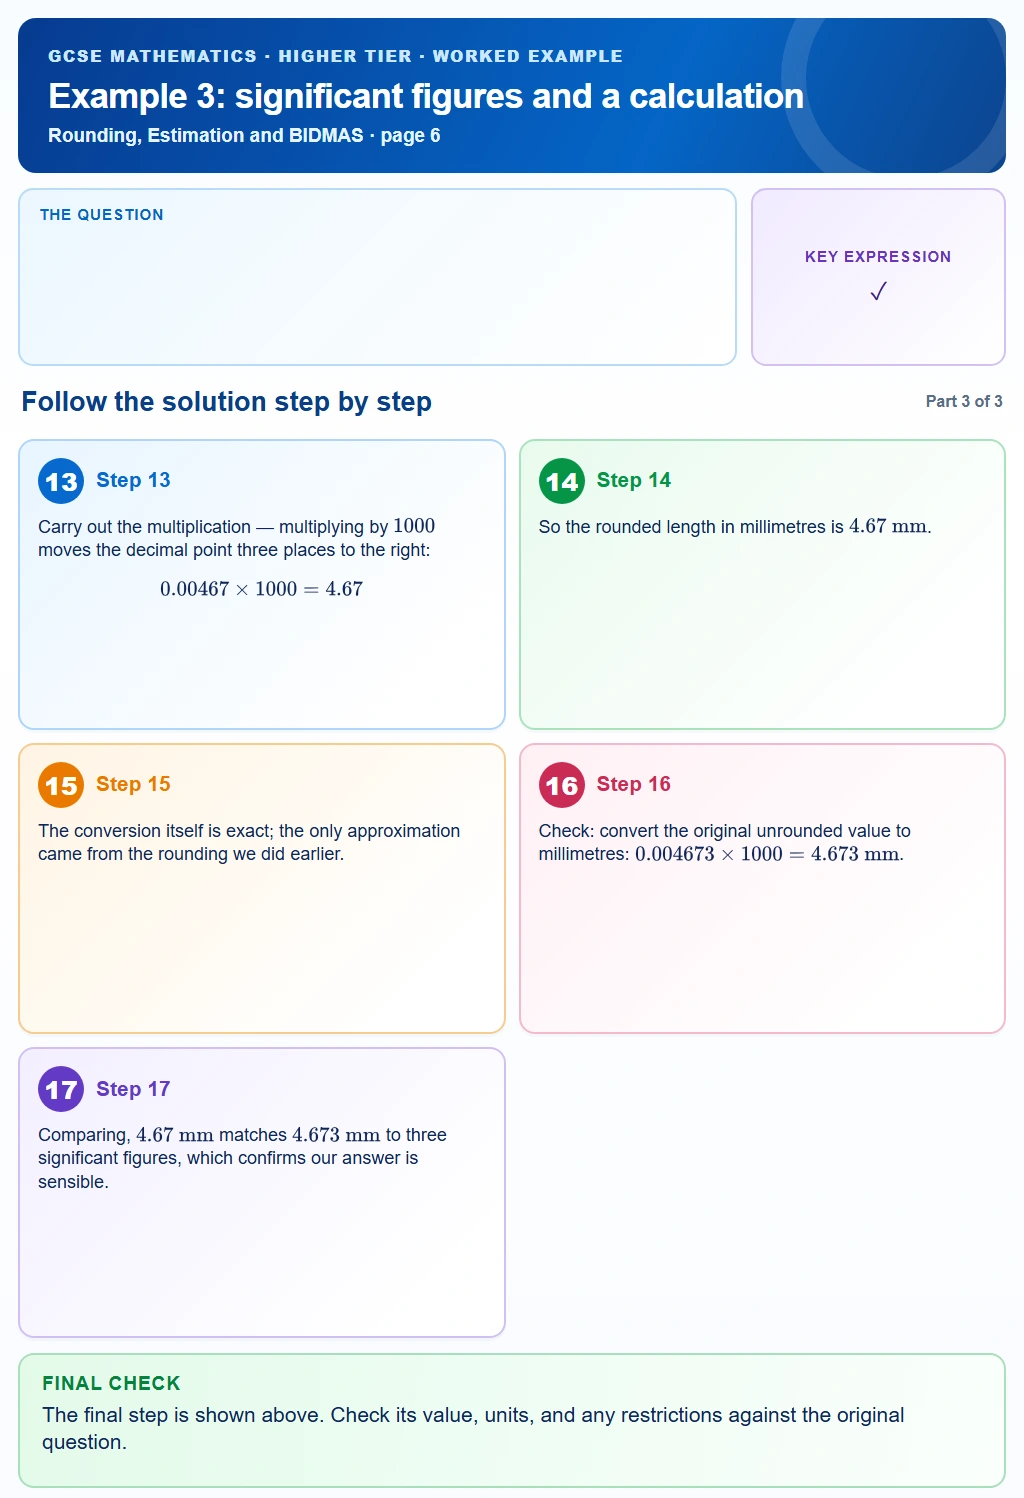 GCSE MATHEMATICS · HIGHER TIER · WORKED EXAMPLE
Example 3: significant figures and a calculation
Rounding, Estimation and BIDMAS · page 6
THE QUESTION
KEY EXPRESSION
✓
Follow the solution step by step
Part 3 of 3
13 Step 13
Carry out the multiplication — multiplying by 1000
moves the decimal point three places to the right:
0.00467 × 1000 = 4.67
14 Step 14
So the rounded length in millimetres is 4.67 mm.
15 Step 15
The conversion itself is exact; the only approximation
came from the rounding we did earlier.
16 Step 16
Check: convert the original unrounded value to
millimetres: 0.004673 × 1000 = 4.673 mm.
17 Step 17
Comparing, 4.67 mm matches 4.673 mm to three
significant figures, which confirms our answer is
sensible.
FINAL CHECK
The final step is shown above. Check its value, units, and any restrictions against the original
question.